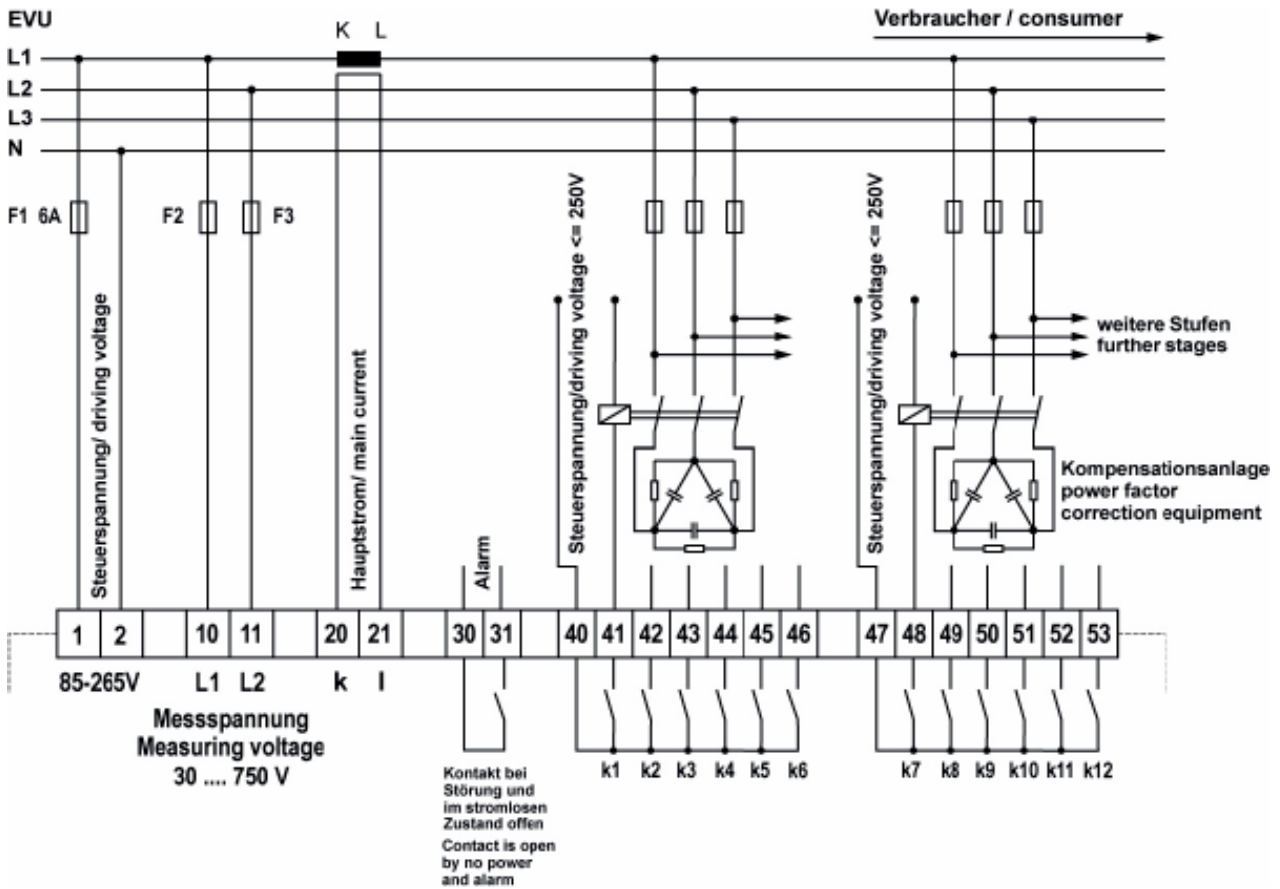 EVU
K L
Verbraucher / consumer
L1
L2
L3
N
F1 6A
F2
F3
Steuerspannung/ driving voltage
Hauptstrom/ main current
Alarm
Steuerspannung/driving voltage <= 250V
Steuerspannung/driving voltage <= 250V
weitere Stufen
further stages
Kompensationsanlage
power factor
correction equipment
1 2 10 11 20 21 30 31 40 41 42 43 44 45 46 47 48 49 50 51 52 53
85-265V L1 L2 k l
Messspannung
Measuring voltage
30 .... 750 V
Kontakt bei
Störung und
im stromlosen
Zustand offen
Contact is open
by no power
and alarm
k1 k2 k3 k4 k5 k6 k7 k8 k9 k10 k11 k12